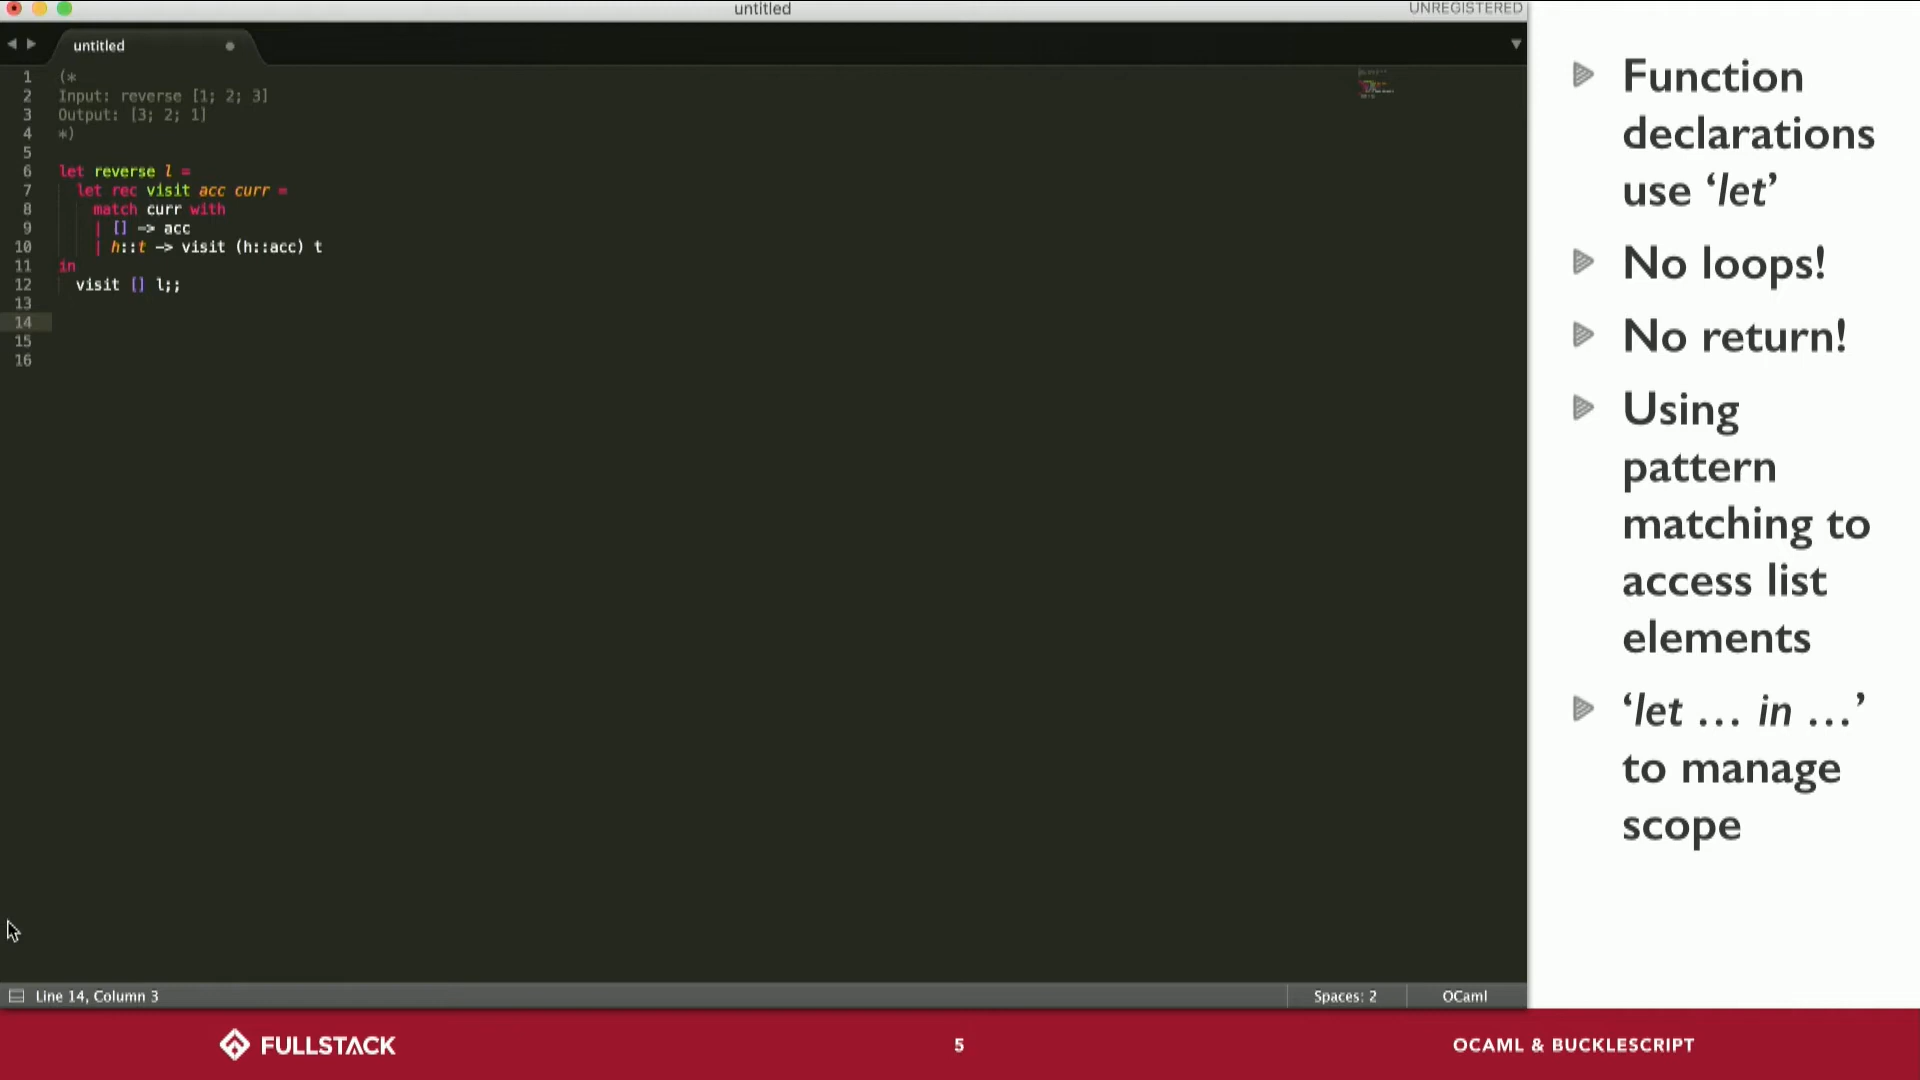 untitled
UNREGISTERED
untitled
1 (*
2 Input: reverse [1; 2; 3]
3 Output: [3; 2; 1]
4 *)
5
6 let reverse l =
7 let rec visit acc curr =
8 match curr with
9 | [] -> acc
10 | h::t -> visit (h::acc) t
11 in
12 visit [] l;;
13
14
15
16
Line 14, Column 3
Spaces: 2
OCaml
Function
declarations
use ‘let’
No loops!
No return!
Using
pattern
matching to
access list
elements
‘let … in …’
to manage
scope
FULLSTACK
5
OCAML & BUCKLESCRIPT